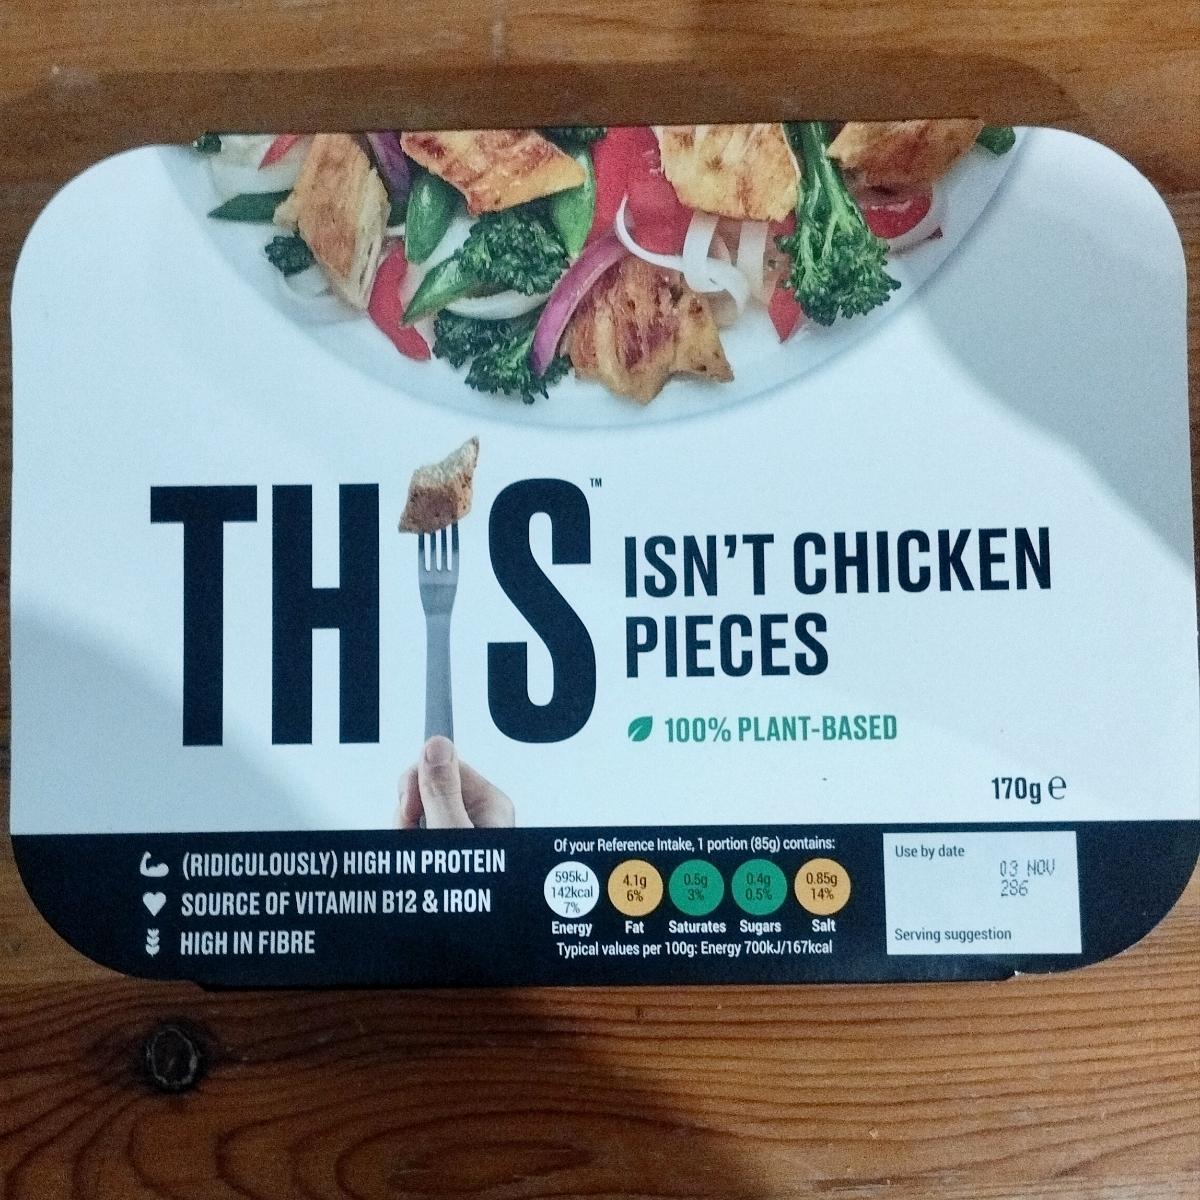 THIS™
ISN'T CHICKEN
PIECES
100% PLANT-BASED
170g ℮
(RIDICULOUSLY) HIGH IN PROTEIN
SOURCE OF VITAMIN B12 & IRON
HIGH IN FIBRE
Of your Reference Intake, 1 portion (85g) contains:
595kJ
142kcal
7%
Energy
4.1g
6%
Fat
0.5g
3%
Saturates
0.4g
0.5%
Sugars
0.85g
14%
Salt
Typical values per 100g: Energy 700kJ/167kcal
Use by date
03 NOV
286
Serving suggestion